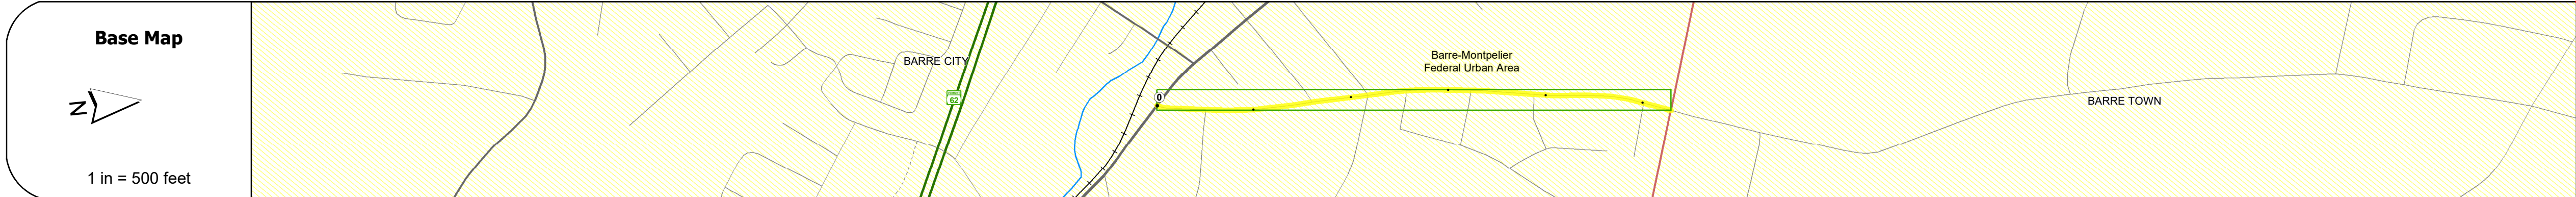 Base Map
N
1 in = 500 feet
BARRE CITY
62
0
Barre-Montpelier
Federal Urban Area
BARRE TOWN